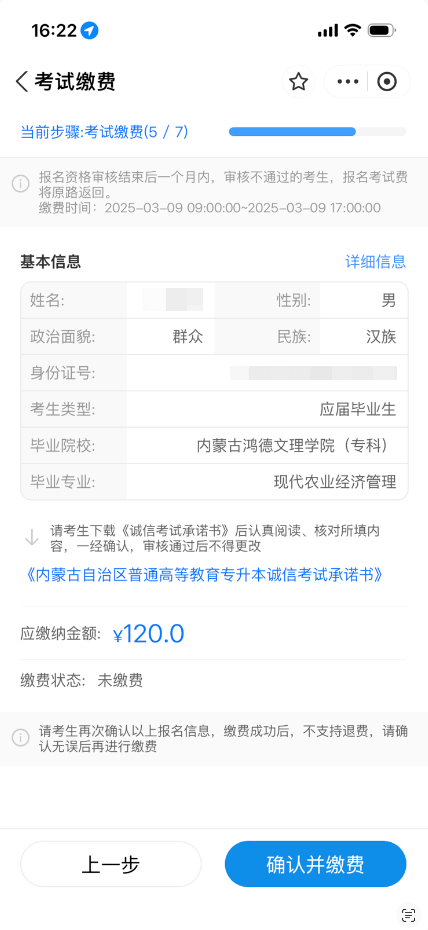 16:22
考试缴费
当前步骤:考试缴费(5 / 7)
报名资格审核结束后一个月内，审核不通过的考生，报名考试费
将原路返回。
缴费时间：2025-03-09 09:00:00~2025-03-09 17:00:00
基本信息 详细信息
姓名: 性别: 男
政治面貌: 群众 民族: 汉族
身份证号:
考生类型: 应届毕业生
毕业院校: 内蒙古鸿德文理学院（专科）
毕业专业: 现代农业经济管理
请考生下载《诚信考试承诺书》后认真阅读、核对所填内
容，一经确认，审核通过后不得更改
《内蒙古自治区普通高等教育专升本诚信考试承诺书》
应缴纳金额: ¥120.0
缴费状态: 未缴费
请考生再次确认以上报名信息，缴费成功后，不支持退费，请确
认无误后再进行缴费
上一步 确认并缴费